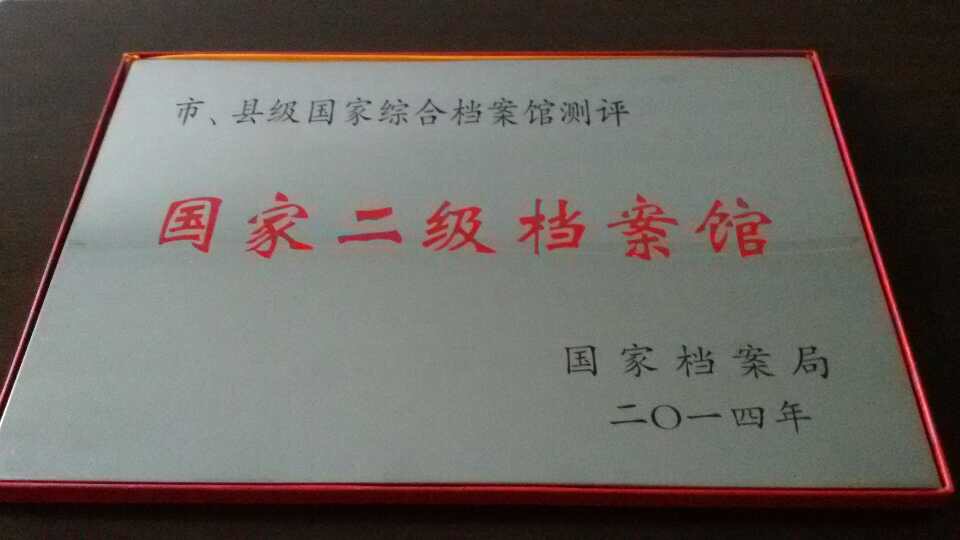 市、县级国家综合档案馆测评
国家二级档案馆
国家档案局
二〇一四年